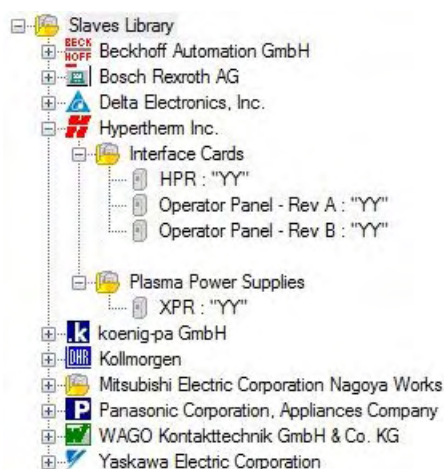 Slaves Library
BECK
HOFF
Beckhoff Automation GmbH
Bosch Rexroth AG
Delta Electronics, Inc.
Hypertherm Inc.
Interface Cards
HPR : "YY"
Operator Panel - Rev A : "YY"
Operator Panel - Rev B : "YY"
Plasma Power Supplies
XPR : "YY"
.k koenig-pa GmbH
DHR Kollmorgen
Mitsubishi Electric Corporation Nagoya Works
P Panasonic Corporation, Appliances Company
W WAGO Kontakttechnik GmbH & Co. KG
Yaskawa Electric Corporation